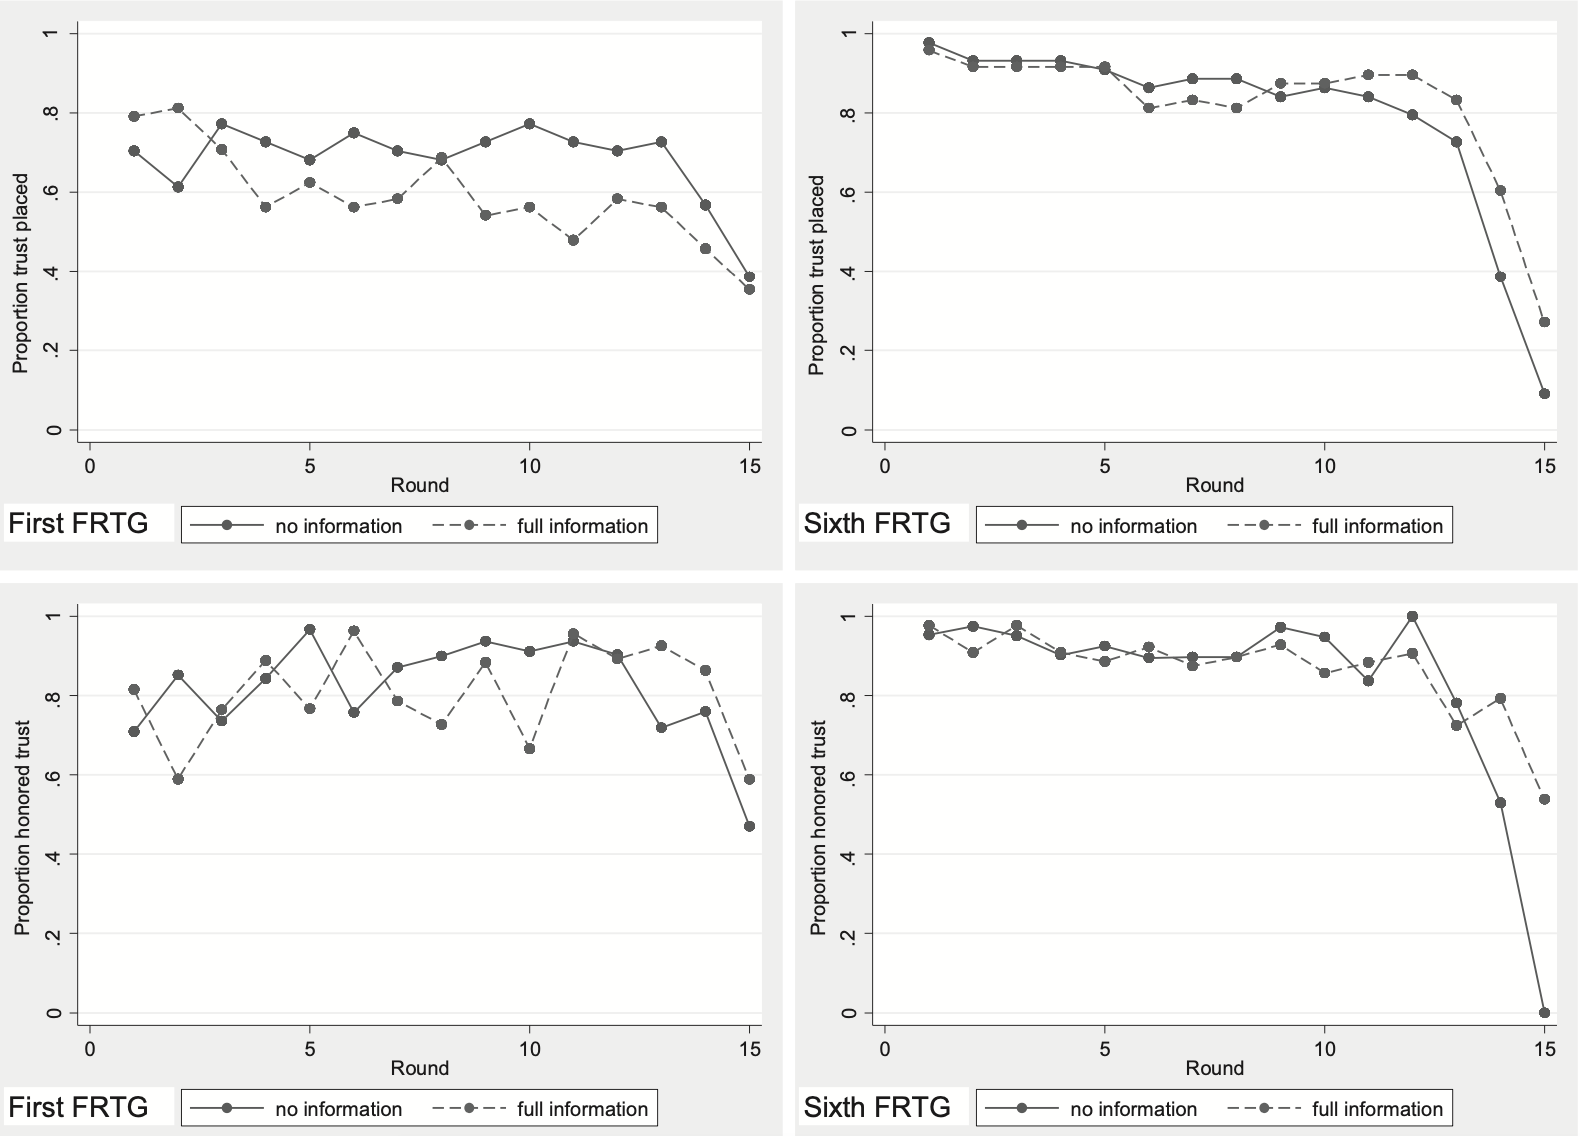 Proportion trust placed
1
.8
.6
.4
.2
0
0 5 10 15
Round
First FRTG
no information full information
Proportion trust placed
1
.8
.6
.4
.2
0
0 5 10 15
Round
Sixth FRTG
no information full information
Proportion honored trust
1
.8
.6
.4
.2
0
0 5 10 15
Round
First FRTG
no information full information
Proportion honored trust
1
.8
.6
.4
.2
0
0 5 10 15
Round
Sixth FRTG
no information full information